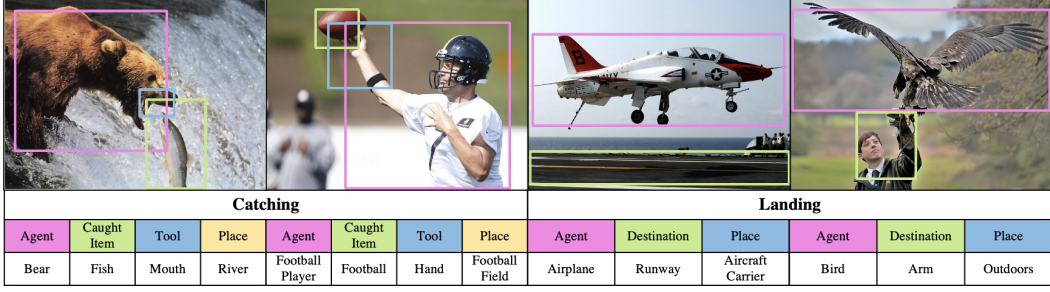 B
NAVY
Catching
Landing
Agent
Caught Item
Tool
Place
Agent
Caught Item
Tool
Place
Agent
Destination
Place
Agent
Destination
Place
Bear
Fish
Mouth
River
Football Player
Football
Hand
Football Field
Airplane
Runway
Aircraft Carrier
Bird
Arm
Outdoors